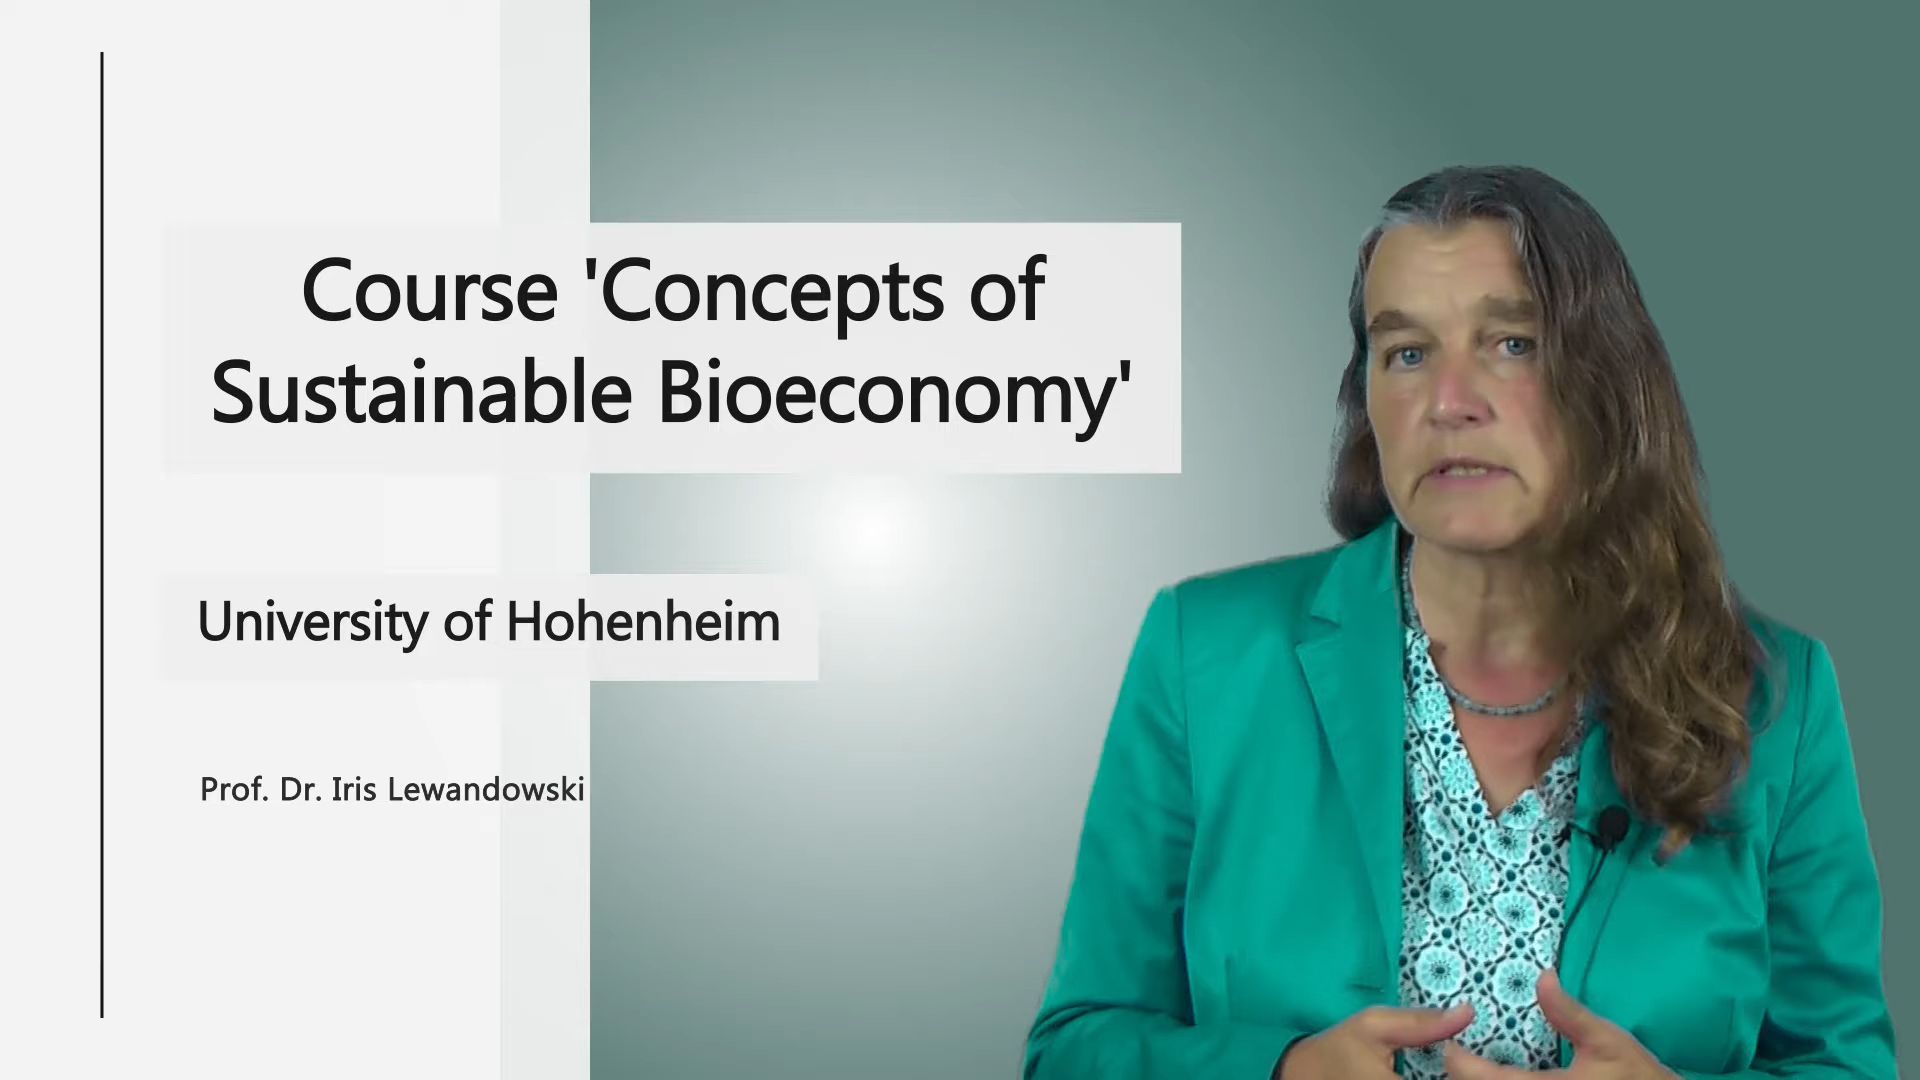 Course 'Concepts of
Sustainable Bioeconomy'
University of Hohenheim
Prof. Dr. Iris Lewandowski